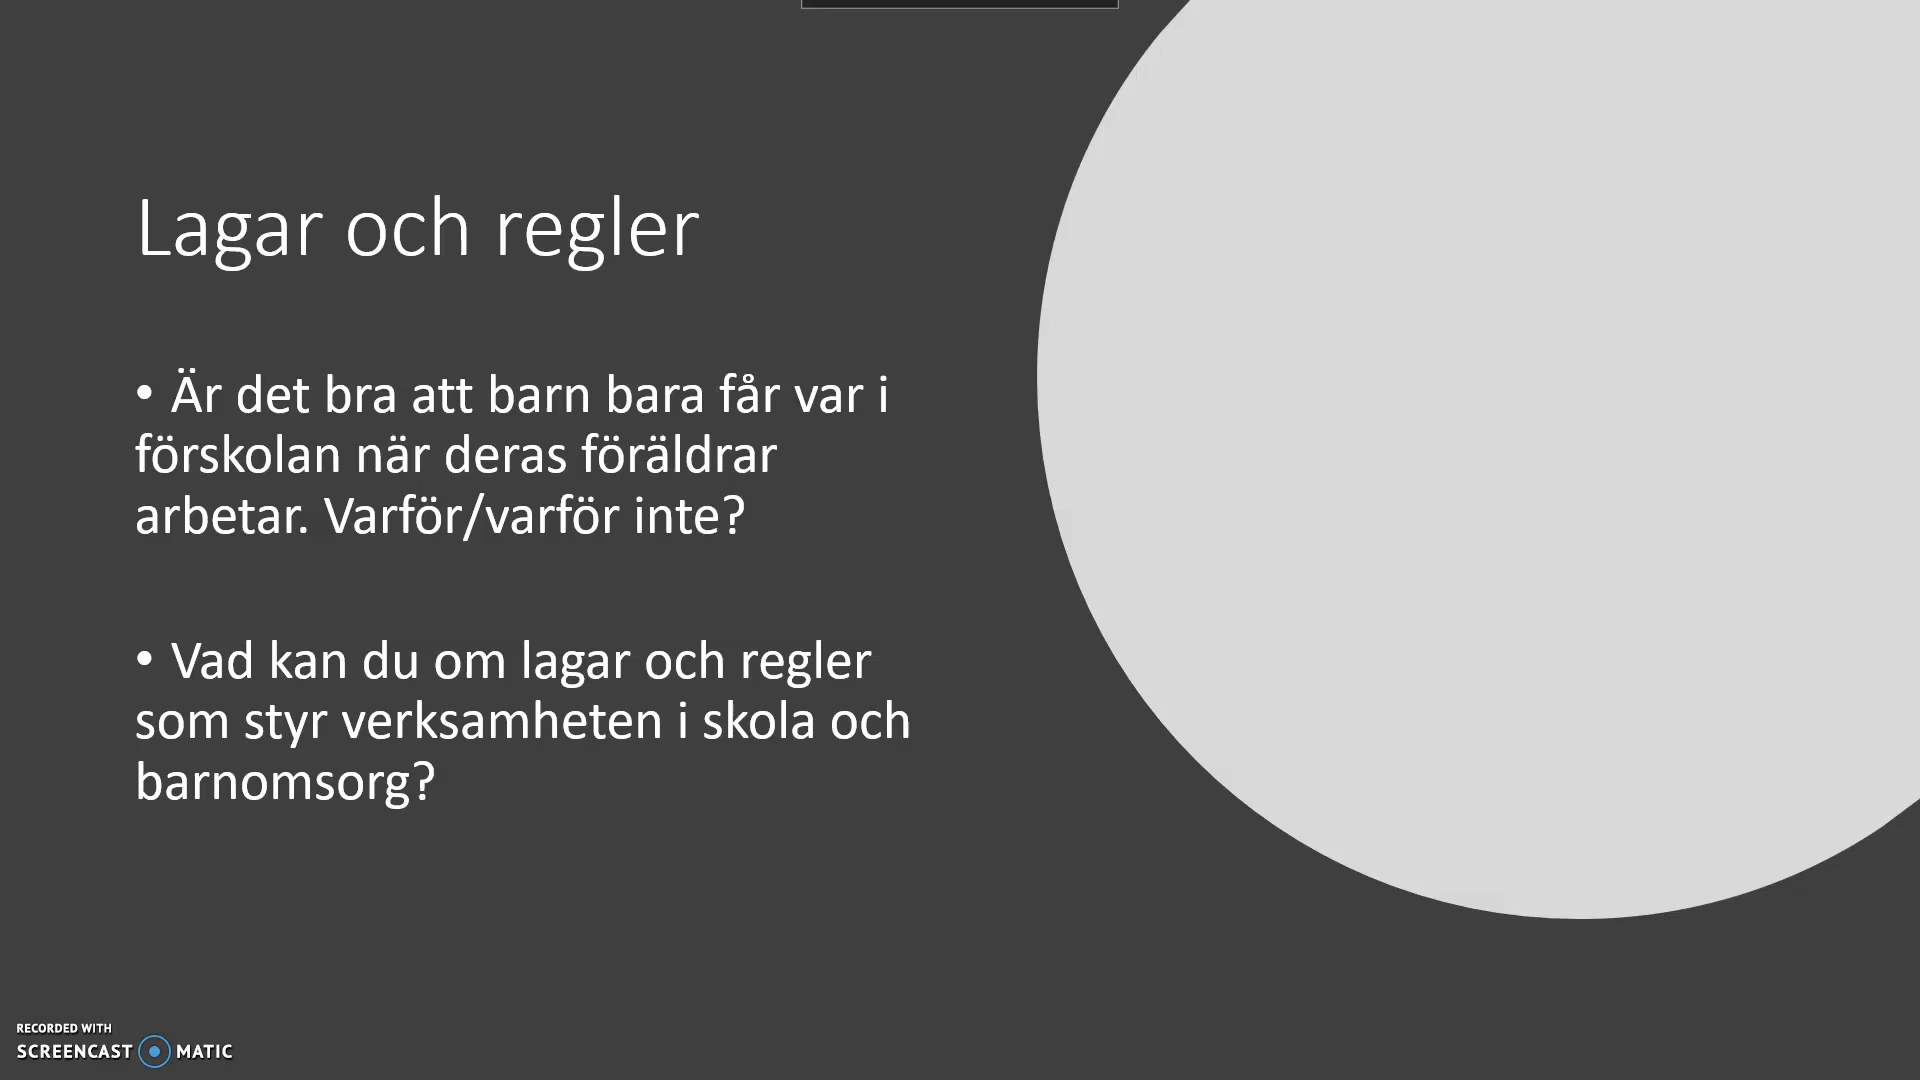 Lagar och regler
• Är det bra att barn bara får var i
förskolan när deras föräldrar
arbetar. Varför/varför inte?
• Vad kan du om lagar och regler
som styr verksamheten i skola och
barnomsorg?
RECORDED WITH
SCREENCAST MATIC